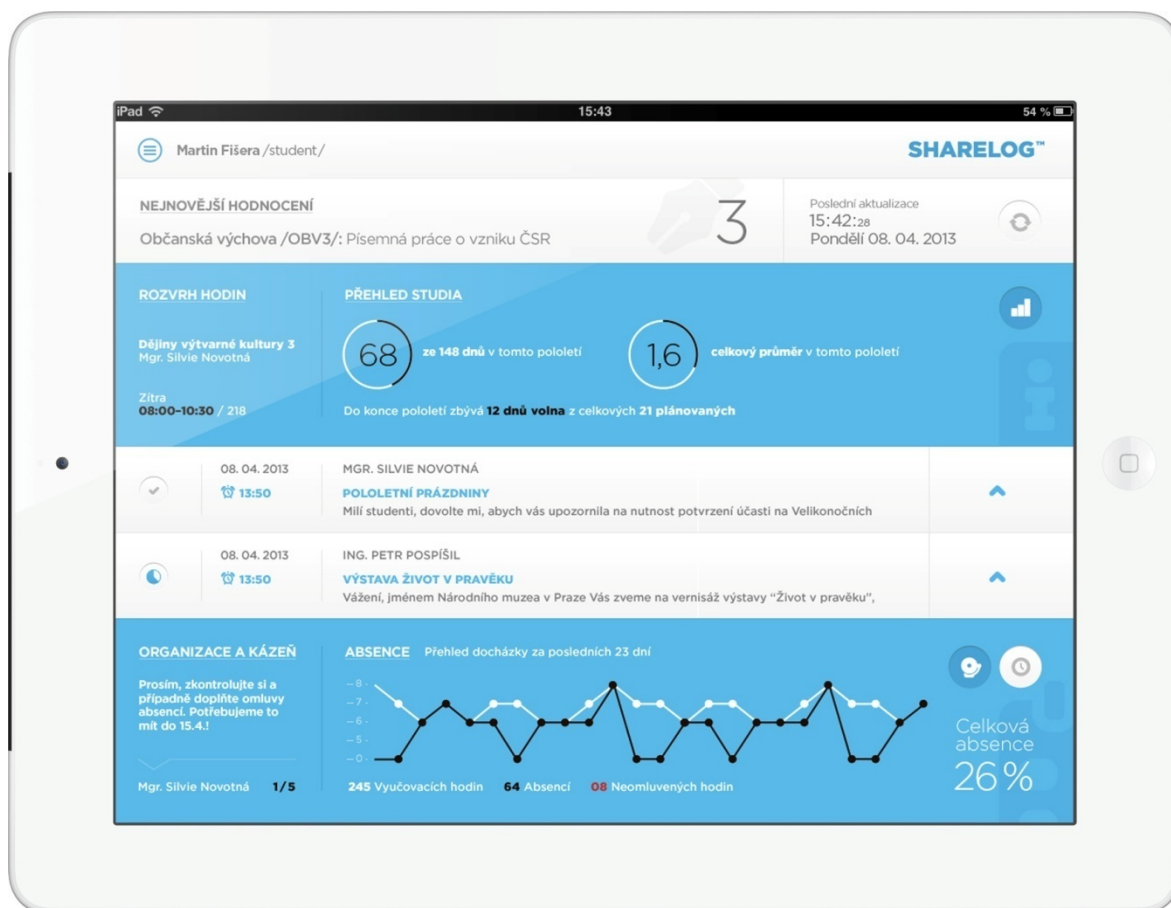 iPad 15:43 54 %
Martin Fišera /student/ SHARELOG™
NEJNOVĚJŠÍ HODNOCENÍ
Občanská výchova /OBV3/: Písemná práce o vzniku ČSR
3
Poslední aktualizace
15:42:28
Pondělí 08. 04. 2013
ROZVRH HODIN
Dějiny výtvarné kultury 3
Mgr. Silvie Novotná
Zítra
08:00–10:30 / 218
PŘEHLED STUDIA
68 ze 148 dnů v tomto pololetí
1,6 celkový průměr v tomto pololetí
Do konce pololetí zbývá 12 dnů volna z celkových 21 plánovaných
08. 04. 2013
13:50
MGR. SILVIE NOVOTNÁ
POLOLETNÍ PRÁZDNINY
Milí studenti, dovolte mi, abych vás upozornila na nutnost potvrzení účasti na Velikonočních
08. 04. 2013
13:50
ING. PETR POSPÍŠIL
VÝSTAVA ŽIVOT V PRAVĚKU
Vážení, jménem Národního muzea v Praze Vás zveme na vernisáž výstavy “Život v pravěku”,
ORGANIZACE A KÁZEŇ
Prosím, zkontrolujte si a
případně doplňte omluvy
absencí. Potřebujeme to
mít do 15.4.!
Mgr. Silvie Novotná 1/5
ABSENCE Přehled docházky za posledních 23 dní
–8–
–7–
–6–
–5–
–0–
245 Vyučovacích hodin 64 Absencí 08 Neomluvených hodin
Celková
absence
26%